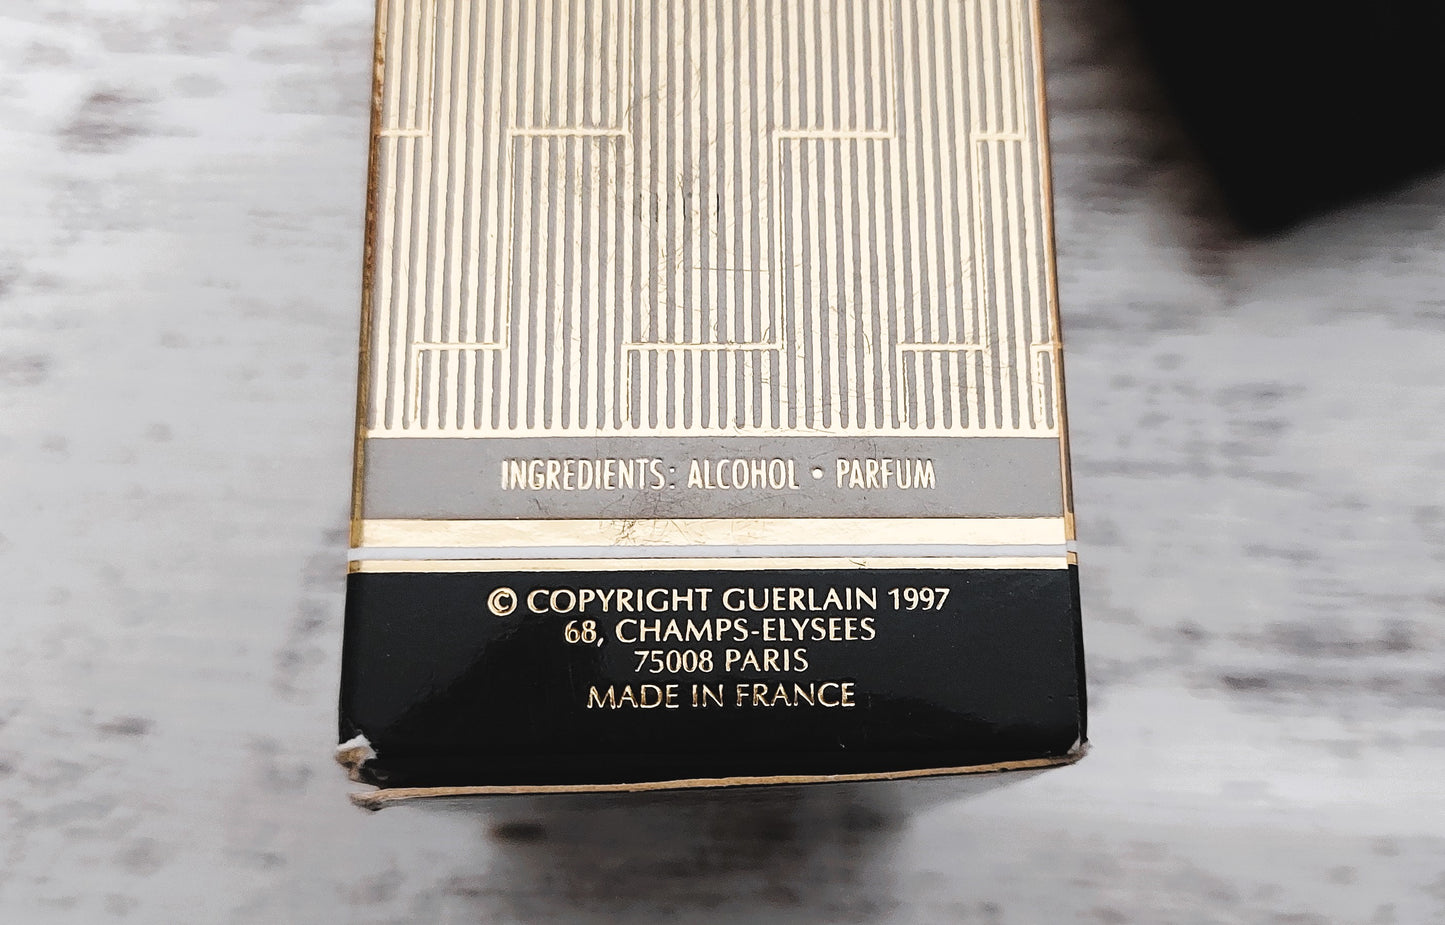 INGREDIENTS: ALCOHOL • PARFUM
© COPYRIGHT GUERLAIN 1997
68, CHAMPS-ELYSEES
75008 PARIS
MADE IN FRANCE